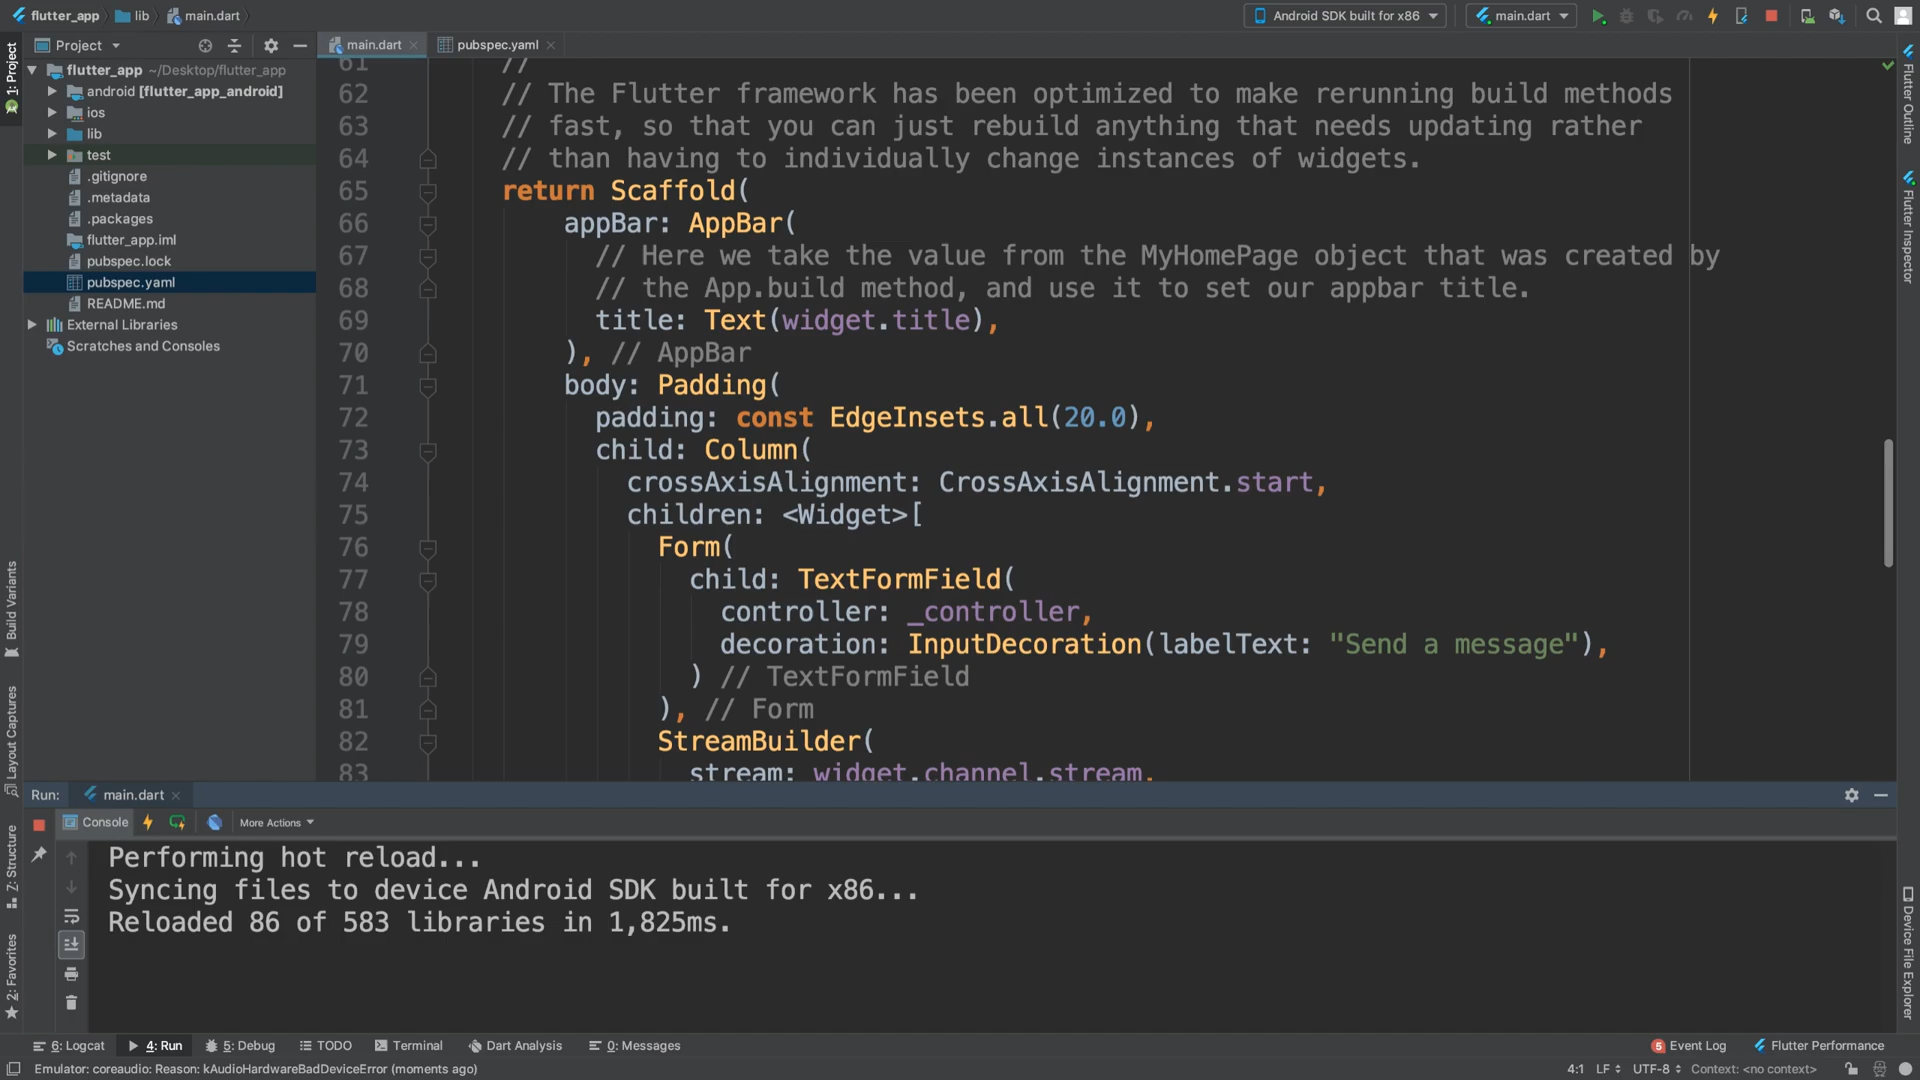 flutter_app
lib
main.dart
Android SDK built for x86
main.dart
Project
main.dart
pubspec.yaml
1: Project
Build Variants
Layout Captures
7: Structure
2: Favorites
flutter_app ~/Desktop/flutter_app
android [flutter_app_android]
ios
lib
test
.gitignore
.metadata
.packages
flutter_app.iml
pubspec.lock
pubspec.yaml
README.md
External Libraries
Scratches and Consoles
61 //
62 // The Flutter framework has been optimized to make rerunning build methods
63 // fast, so that you can just rebuild anything that needs updating rather
64 // than having to individually change instances of widgets.
65 return Scaffold(
66 appBar: AppBar(
67 // Here we take the value from the MyHomePage object that was created by
68 // the App.build method, and use it to set our appbar title.
69 title: Text(widget.title),
70 ), // AppBar
71 body: Padding(
72 padding: const EdgeInsets.all(20.0),
73 child: Column(
74 crossAxisAlignment: CrossAxisAlignment.start,
75 children: <Widget>[
76 Form(
77 child: TextFormField(
78 controller: _controller,
79 decoration: InputDecoration(labelText: "Send a message"),
80 ) // TextFormField
81 ), // Form
82 StreamBuilder(
83 stream: widget.channel.stream,
Flutter Outline
Flutter Inspector
Device File Explorer
Run: main.dart
Console
More Actions
Performing hot reload...
Syncing files to device Android SDK built for x86...
Reloaded 86 of 583 libraries in 1,825ms.
6: Logcat
4: Run
5: Debug
TODO
Terminal
Dart Analysis
0: Messages
5 Event Log
Flutter Performance
Emulator: coreaudio: Reason: kAudioHardwareBadDeviceError (moments ago)
4:1 LF UTF-8 Context: <no context>